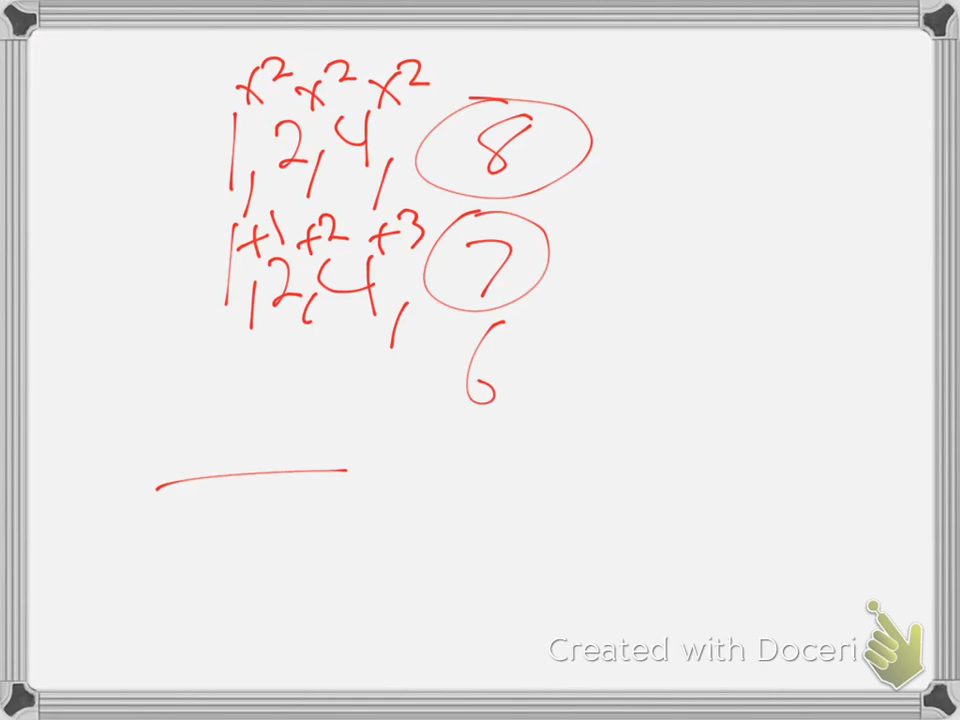 x2 x2 x2
1, 2, 4, 8
+1 +2 +3
1, 2, 4, 7
6
Created with Doceri